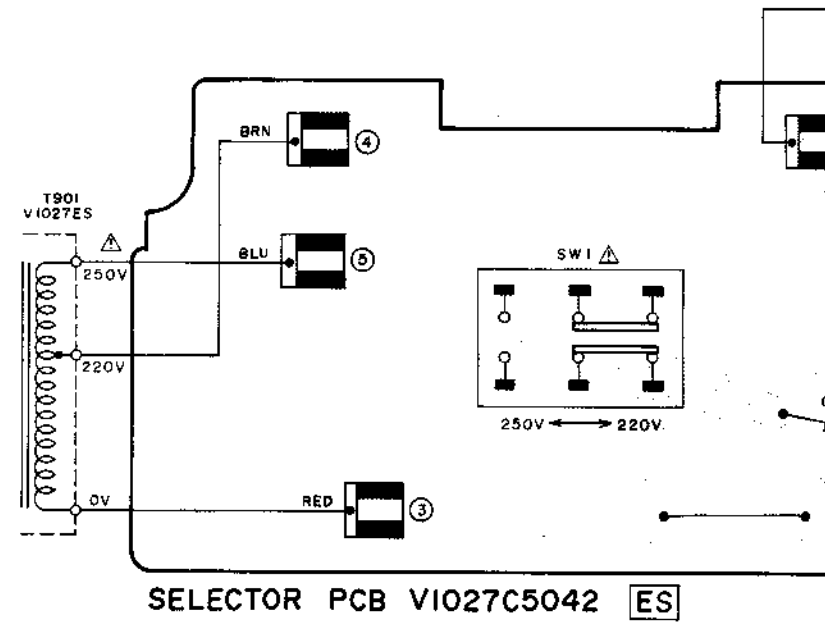 BRN
④
T901
V1027ES
⚠
250V
BLU
⑤
SW1 ⚠
220V
250V ⟷ 220V
0V
RED
③
SELECTOR PCB V1027C5042 ES